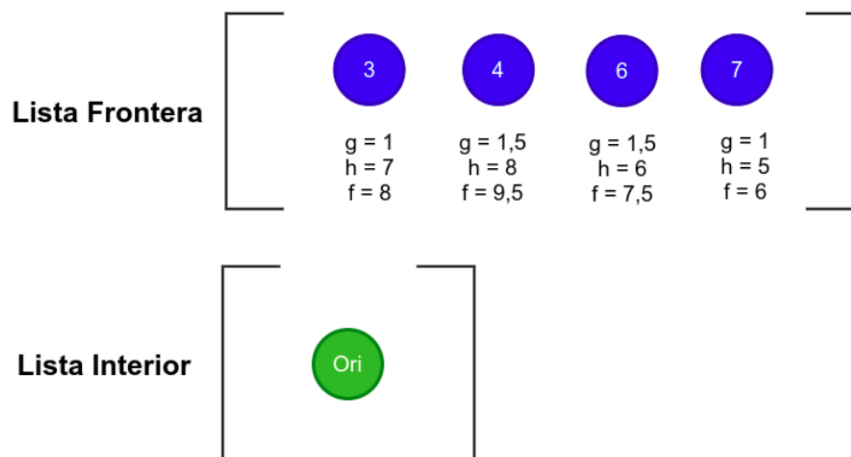 3 4 6 7
Lista Frontera
g = 1 g = 1,5 g = 1,5 g = 1
h = 7 h = 8 h = 6 h = 5
f = 8 f = 9,5 f = 7,5 f = 6
Lista Interior
Ori